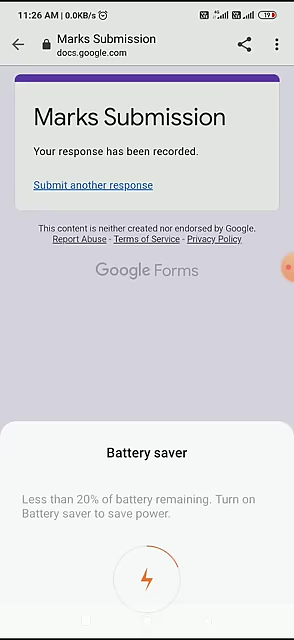 11:26 AM | 0.0KB/s
19
Marks Submission
docs.google.com
Marks Submission
Your response has been recorded.
Submit another response
This content is neither created nor endorsed by Google.
Report Abuse - Terms of Service - Privacy Policy
Google Forms
Battery saver
Less than 20% of battery remaining. Turn on
Battery saver to save power.